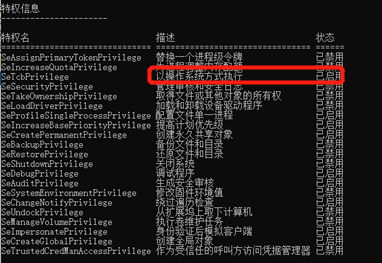 特权信息
----------------------
特权名 描述 状态
============================= ============================== ======
SeAssignPrimaryTokenPrivilege 替换一个进程级令牌 已禁用
SeIncreaseQuotaPrivilege 为进程调整内存配额 已禁用
SeTcbPrivilege 以操作系统方式执行 已启用
SeSecurityPrivilege 管理审核和安全日志 已禁用
SeTakeOwnershipPrivilege 取得文件或其他对象的所有权 已禁用
SeLoadDriverPrivilege 加载和卸载设备驱动程序 已禁用
SeProfileSingleProcessPrivilege 配置文件单一进程 已禁用
SeIncreaseBasePriorityPrivilege 提高计划优先级 已禁用
SeCreatePermanentPrivilege 创建永久共享对象 已禁用
SeBackupPrivilege 备份文件和目录 已禁用
SeRestorePrivilege 还原文件和目录 已禁用
SeShutdownPrivilege 关闭系统 已禁用
SeDebugPrivilege 调试程序 已禁用
SeAuditPrivilege 生成安全审核 已禁用
SeSystemEnvironmentPrivilege 修改固件环境值 已禁用
SeChangeNotifyPrivilege 绕过遍历检查 已启用
SeUndockPrivilege 从扩展坞上取下计算机 已禁用
SeManageVolumePrivilege 执行卷维护任务 已禁用
SeImpersonatePrivilege 身份验证后模拟客户端
SeCreateGlobalPrivilege 创建全局对象
SeTrustedCredManAccessPrivilege 作为受信任的呼叫方访问凭据管理器 已禁用